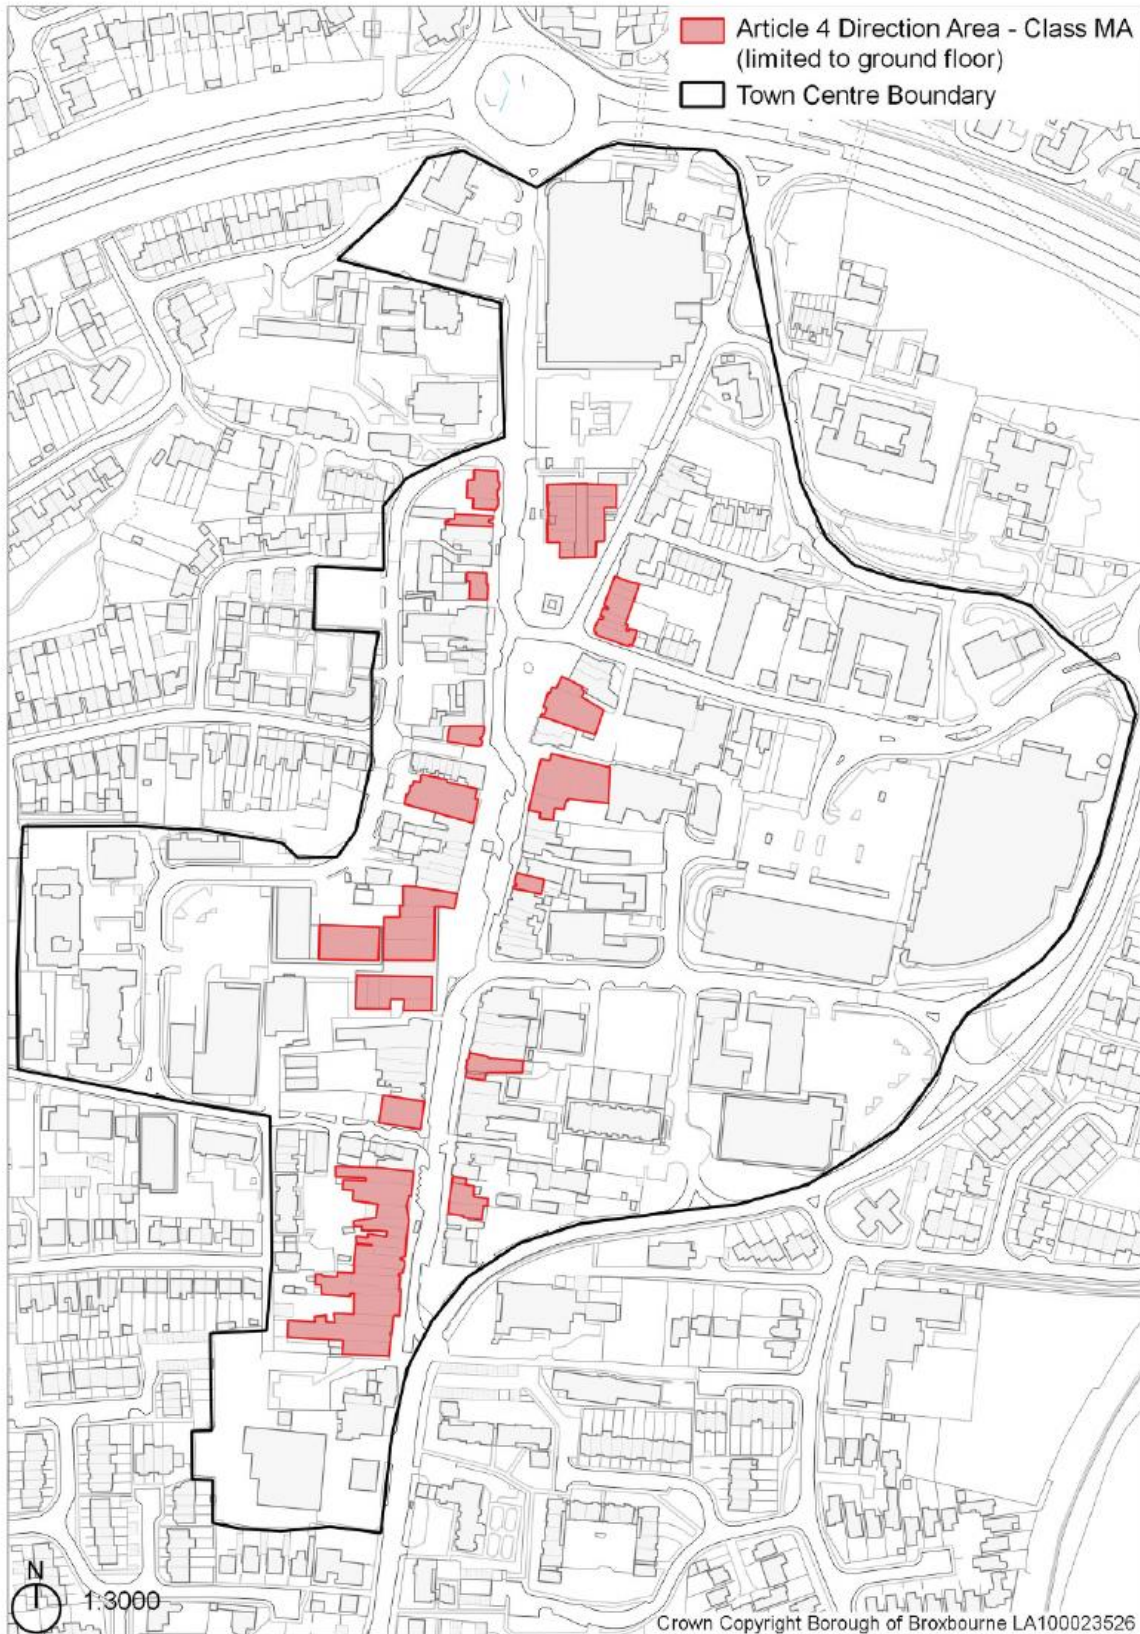 Article 4 Direction Area - Class MA
(limited to ground floor)
Town Centre Boundary
N
1:3000
Crown Copyright Borough of Broxbourne LA100023526